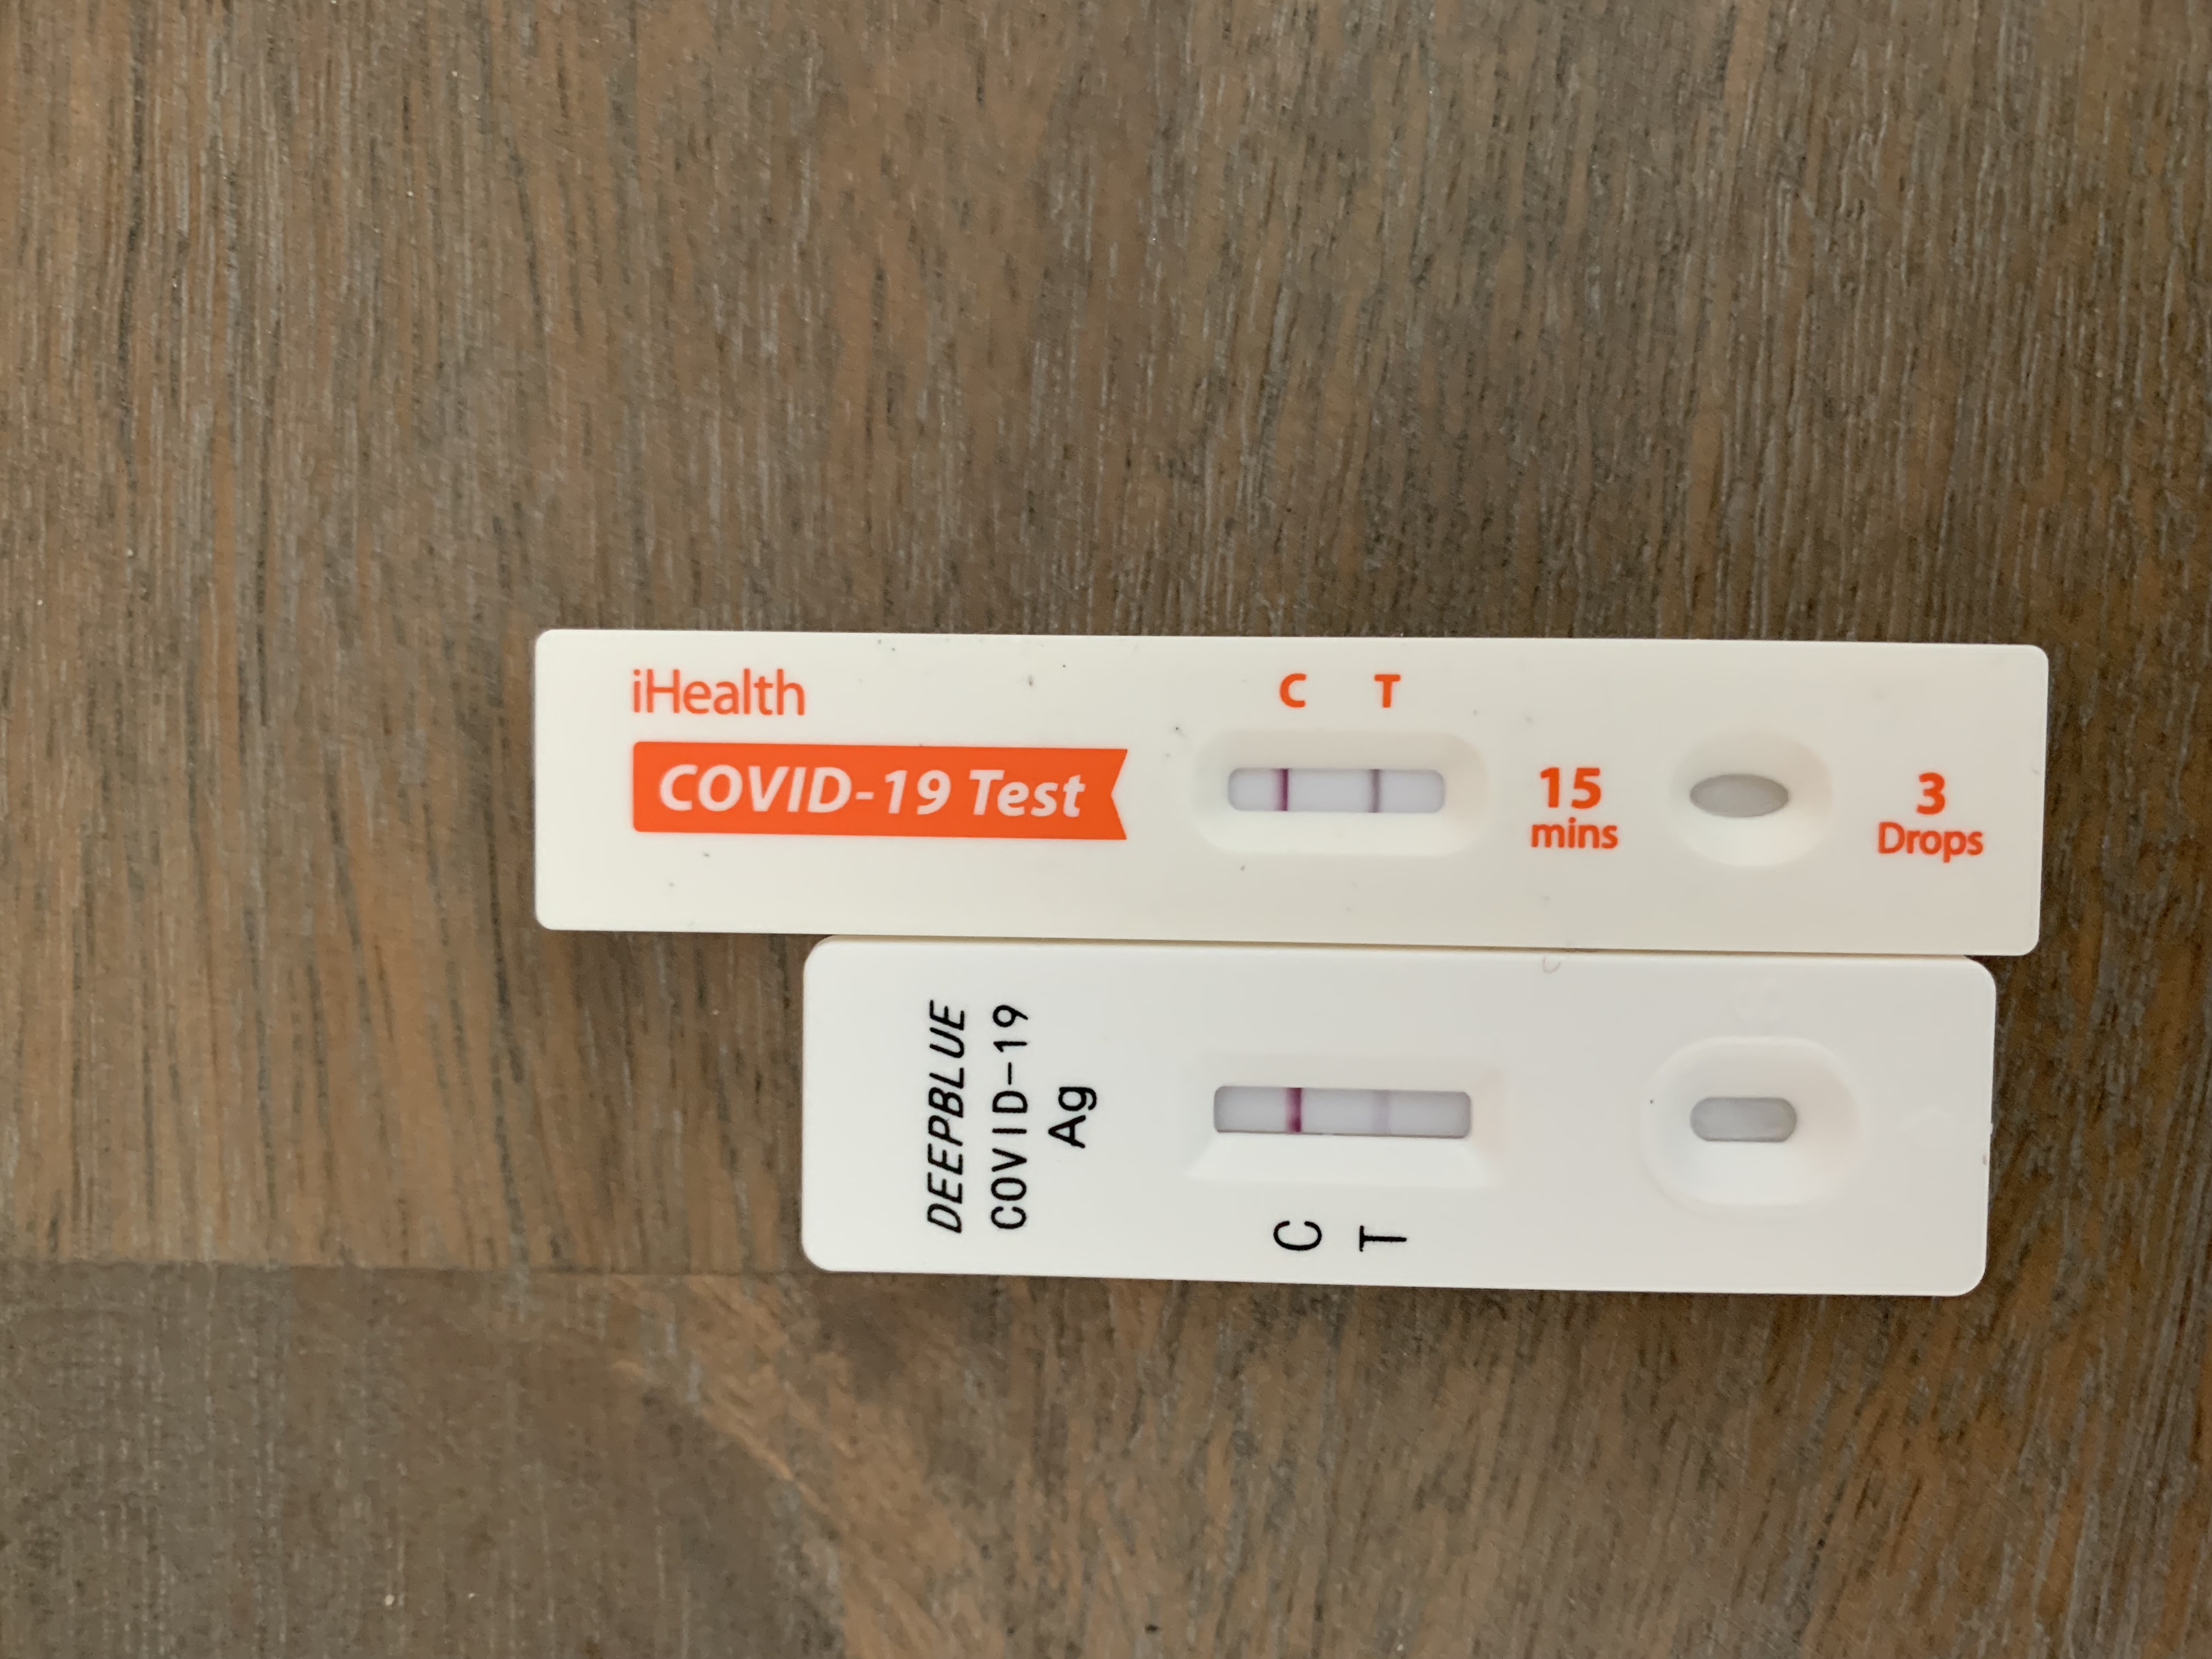 DEEPBLUE
COVID-19
Ag
C
T
iHealth
COVID-19 Test
C T
15
mins
3
Drops